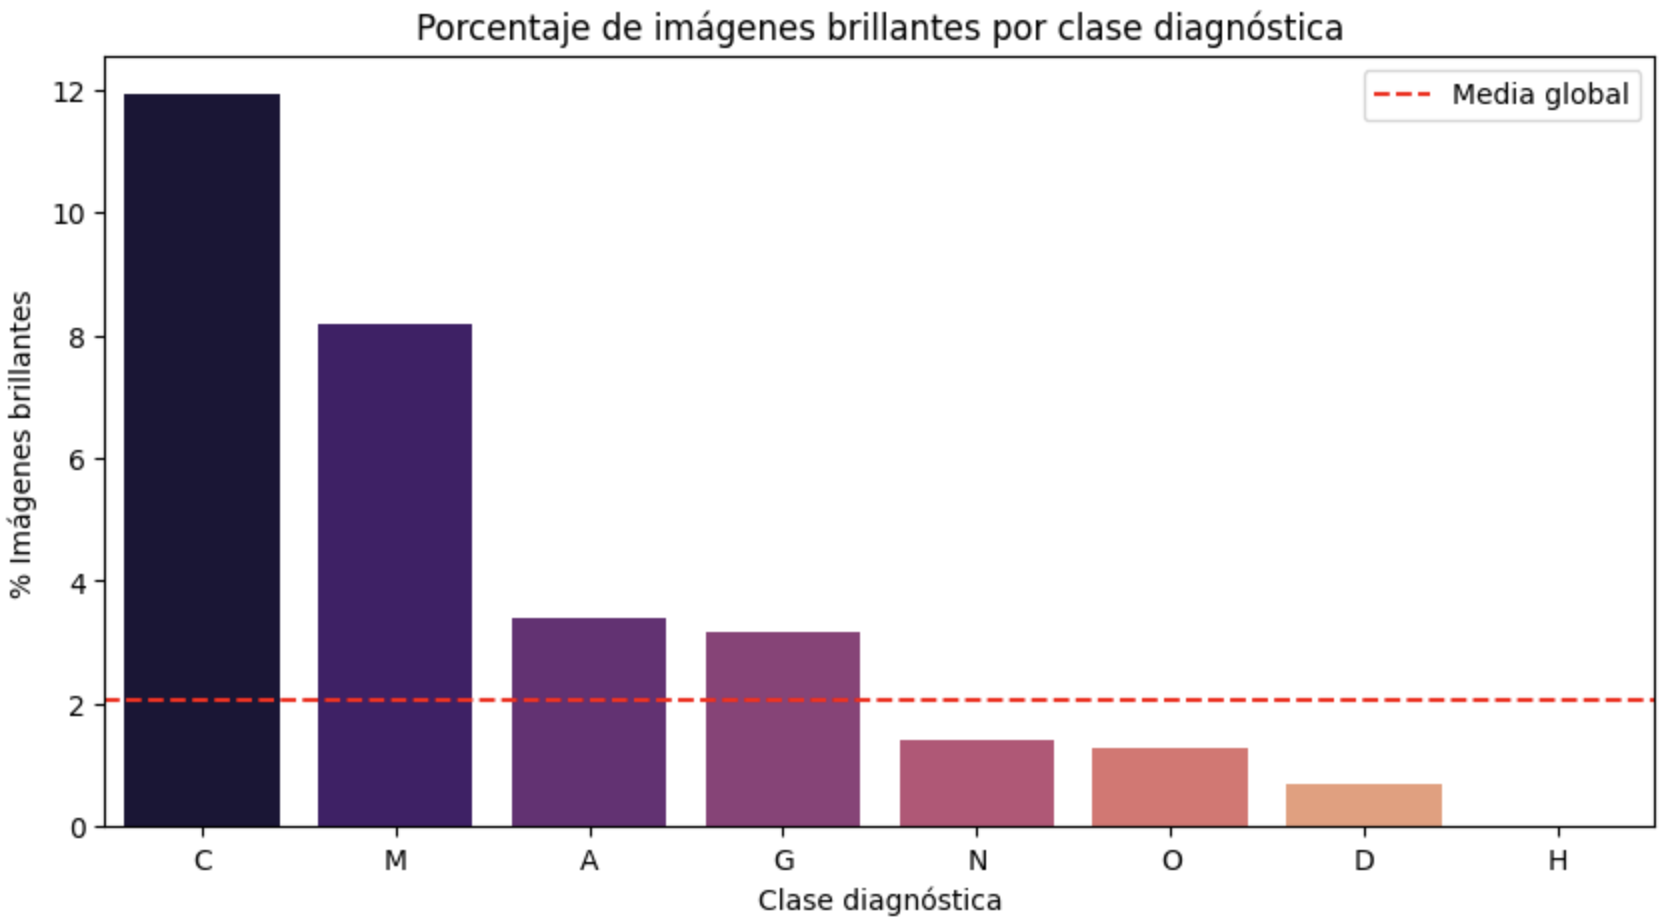 Porcentaje de imágenes brillantes por clase diagnóstica
Media global
% Imágenes brillantes
12
10
8
6
4
2
0
C M A G N O D H
Clase diagnóstica